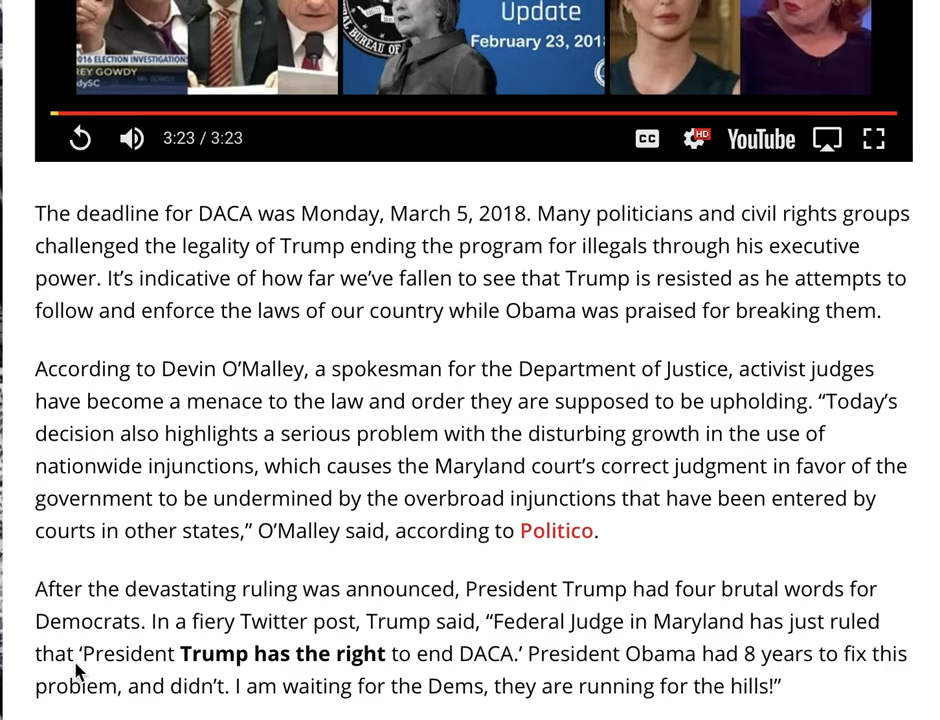 Update
BUREAU OF
February 23, 201
2016 ELECTION INVESTIGATION
REY GOWDY
dySC
3:23 / 3:23
CC
HD
YouTube
The deadline for DACA was Monday, March 5, 2018. Many politicians and civil rights groups
challenged the legality of Trump ending the program for illegals through his executive
power. It’s indicative of how far we’ve fallen to see that Trump is resisted as he attempts to
follow and enforce the laws of our country while Obama was praised for breaking them.
According to Devin O’Malley, a spokesman for the Department of Justice, activist judges
have become a menace to the law and order they are supposed to be upholding. “Today’s
decision also highlights a serious problem with the disturbing growth in the use of
nationwide injunctions, which causes the Maryland court’s correct judgment in favor of the
government to be undermined by the overbroad injunctions that have been entered by
courts in other states,” O’Malley said, according to Politico.
After the devastating ruling was announced, President Trump had four brutal words for
Democrats. In a fiery Twitter post, Trump said, “Federal Judge in Maryland has just ruled
that ‘President Trump has the right to end DACA.’ President Obama had 8 years to fix this
problem, and didn’t. I am waiting for the Dems, they are running for the hills!”